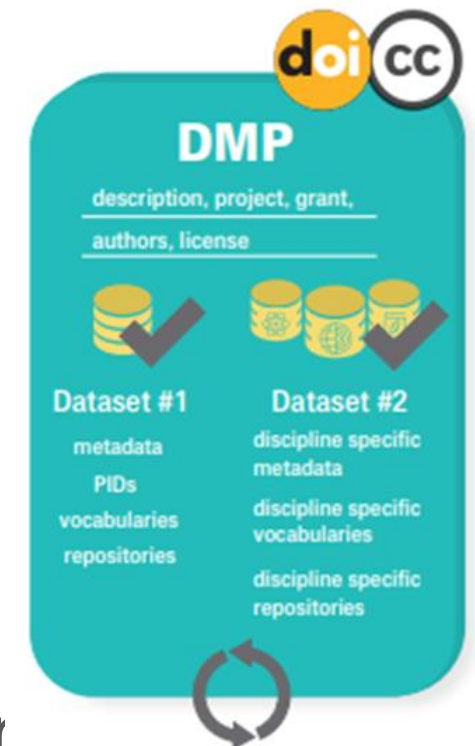 doi cc
DMP
description, project, grant,
authors, license
Dataset #1
metadata
PIDs
vocabularies
repositories
Dataset #2
discipline specific
metadata
discipline specific
vocabularies
discipline specific
repositories